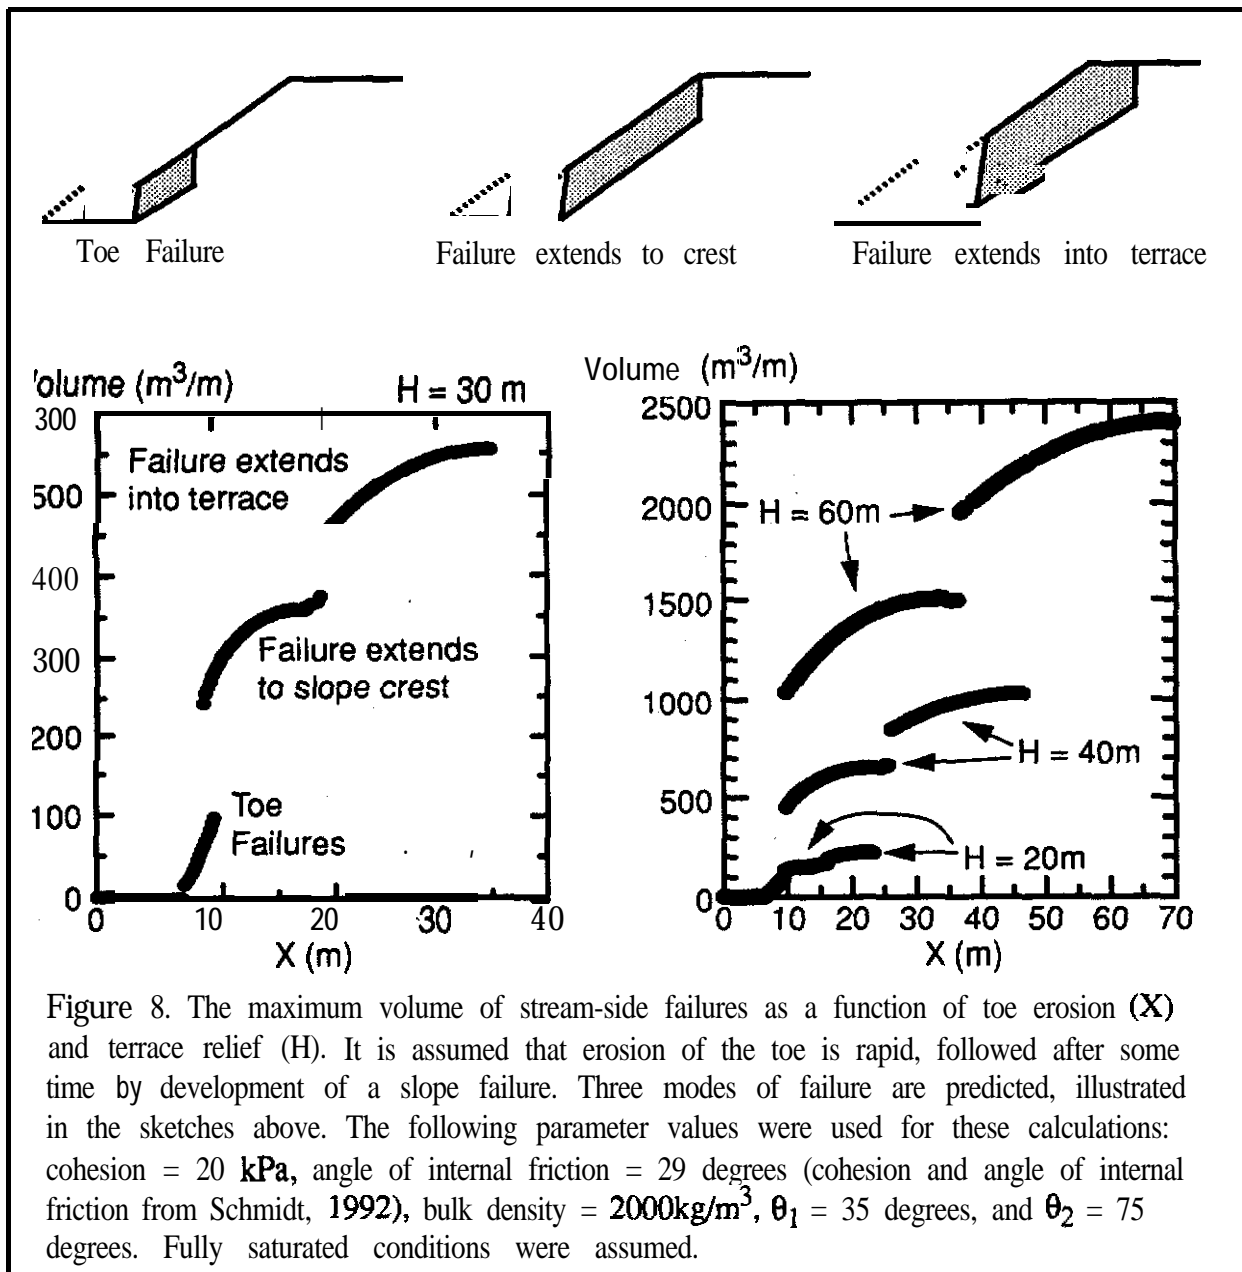 Toe Failure
Failure extends to crest
Failure extends into terrace
Volume (m³/m)
H = 30 m
300
500
400
300
200
100
0
Failure extends
into terrace
Failure extends
to slope crest
Toe
Failures
0 10 20 30 40
X (m)
Volume (m³/m)
2500
2000
1500
1000
500
0
H = 60m
H = 40m
H = 20m
0 10 20 30 40 50 60 70
X (m)
Figure 8. The maximum volume of stream-side failures as a function of toe erosion (X)
and terrace relief (H). It is assumed that erosion of the toe is rapid, followed after some
time by development of a slope failure. Three modes of failure are predicted, illustrated
in the sketches above. The following parameter values were used for these calculations:
cohesion = 20 kPa, angle of internal friction = 29 degrees (cohesion and angle of internal
friction from Schmidt, 1992), bulk density = 2000kg/m³, θ₁ = 35 degrees, and θ₂ = 75
degrees. Fully saturated conditions were assumed.